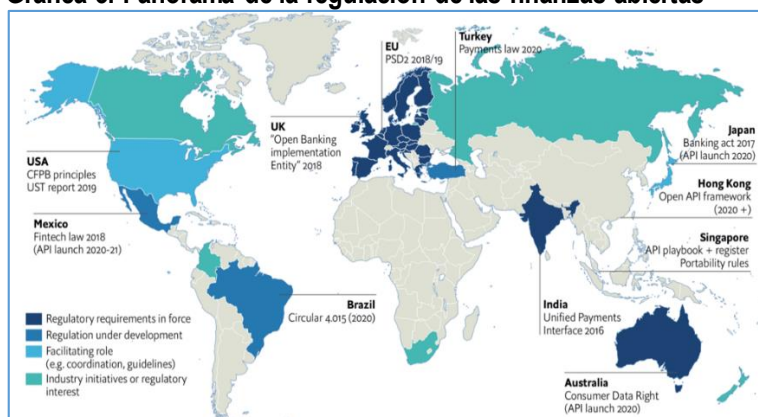 Gráfica 6. Panorama de la regulación de las finanzas abiertas
EU
PSD2 2018/19
Turkey
Payments law 2020
UK
"Open Banking
implementation
Entity" 2018
USA
CFPB principles
UST report 2019
Mexico
Fintech law 2018
(API launch 2020-21)
Japan
Banking act 2017
(API launch 2020)
Hong Kong
Open API framework
(2020 +)
Singapore
API playbook + register
Portability rules
Brazil
Circular 4.015 (2020)
India
Unified Payments
Interface 2016
Australia
Consumer Data Right
(API launch 2020)
Regulatory requirements in force
Regulation under development
Facilitating role
(e.g. coordination, guidelines)
Industry initiatives or regulatory
interest